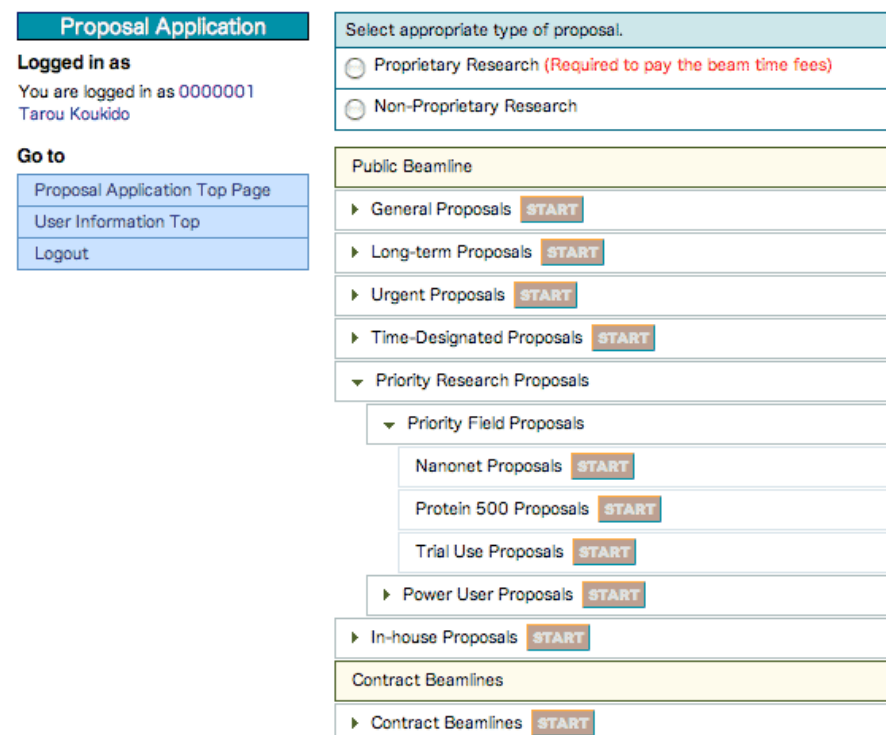 Proposal Application
Logged in as
You are logged in as 0000001
Tarou Koukido
Go to
Proposal Application Top Page
User Information Top
Logout
Select appropriate type of proposal.
Proprietary Research (Required to pay the beam time fees)
Non-Proprietary Research
Public Beamline
General Proposals START
Long-term Proposals START
Urgent Proposals START
Time-Designated Proposals START
Priority Research Proposals
Priority Field Proposals
Nanonet Proposals START
Protein 500 Proposals START
Trial Use Proposals START
Power User Proposals START
In-house Proposals START
Contract Beamlines
Contract Beamlines START